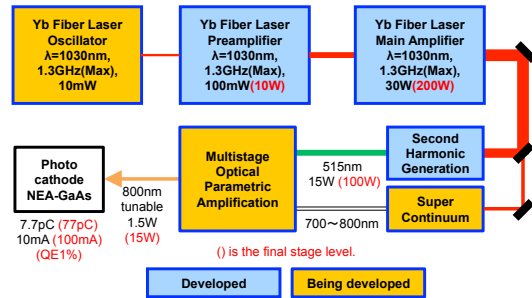 Yb Fiber Laser
Oscillator
λ=1030nm,
1.3GHz(Max),
10mW
Yb Fiber Laser
Preamplifier
λ=1030nm,
1.3GHz(Max),
100mW(10W)
Yb Fiber Laser
Main Amplifier
λ=1030nm,
1.3GHz(Max),
30W(200W)
Photo
cathode
NEA-GaAs
7.7pC (77pC)
10mA (100mA)
(QE1%)
800nm
tunable
1.5W
(15W)
Multistage
Optical
Parametric
Amplification
515nm
15W (100W)
700～800nm
Second
Harmonic
Generation
Super
Continuum
() is the final stage level.
Developed
Being developed